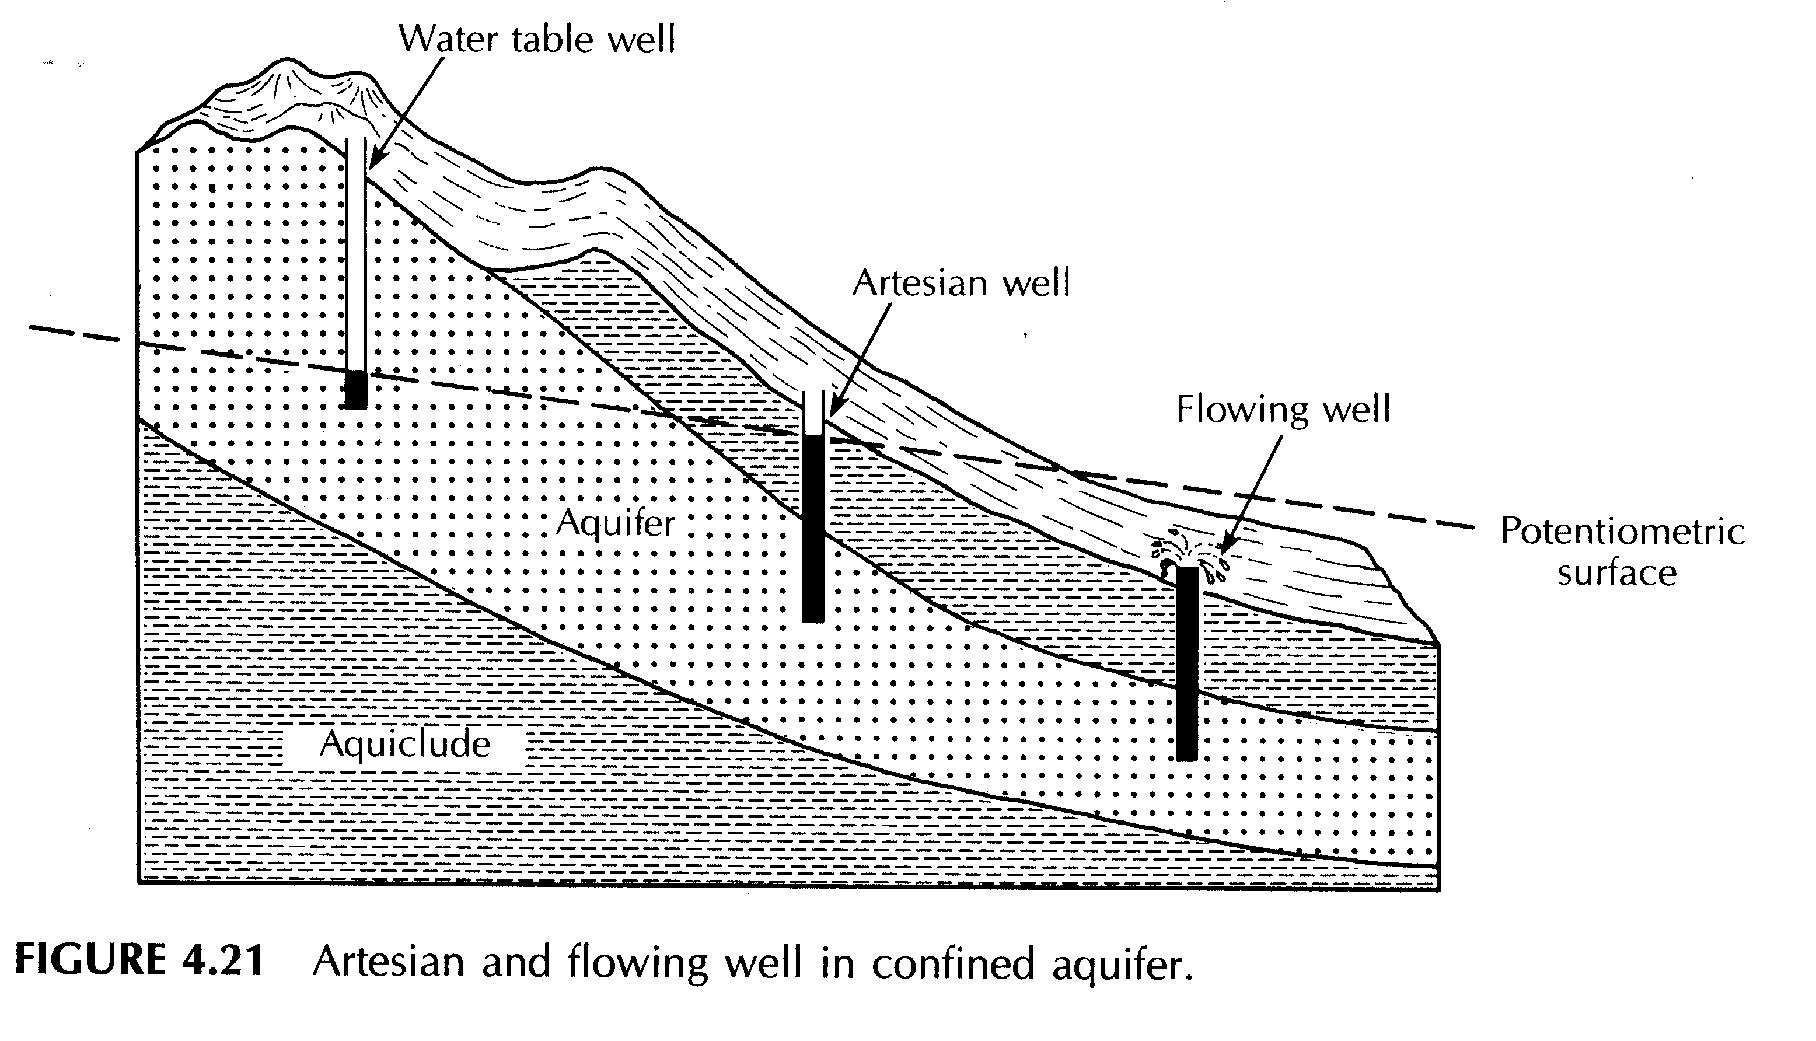 Water table well
Artesian well
Flowing well
Potentiometric
surface
Aquifer
Aquiclude
FIGURE 4.21 Artesian and flowing well in confined aquifer.